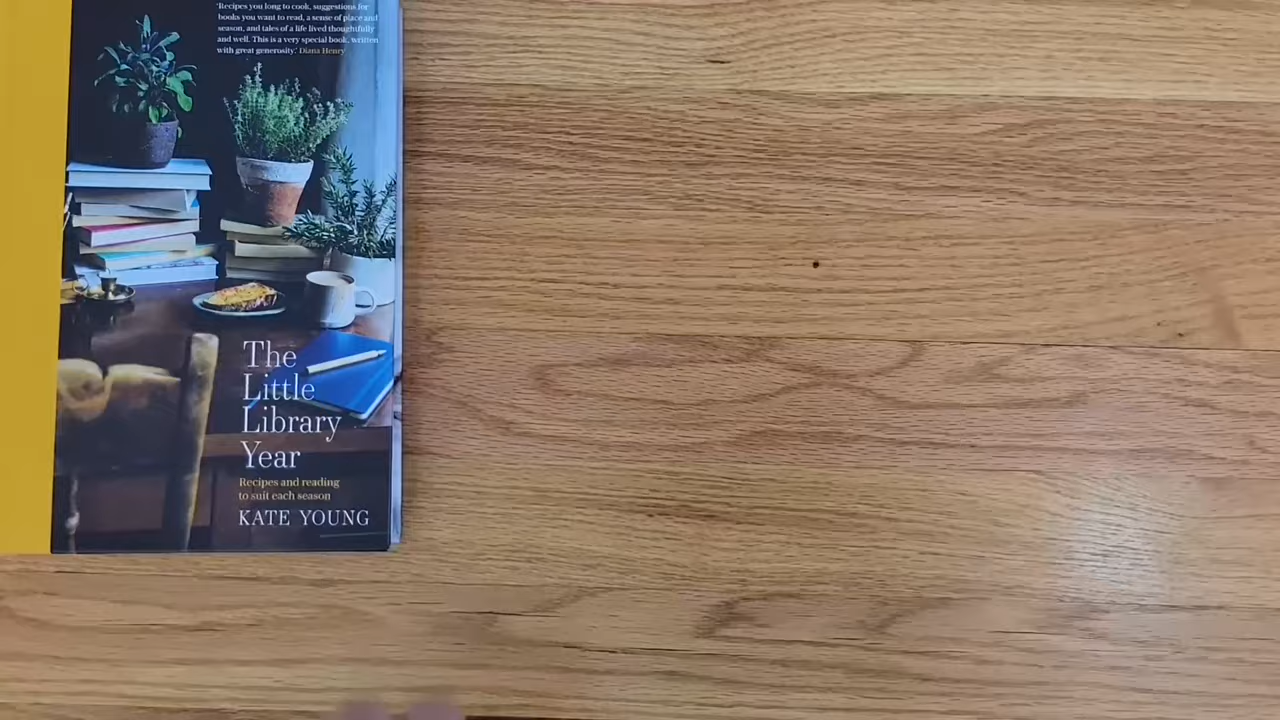 'Recipes you long to cook, suggestions for
books you want to read, a sense of place and
season, and tales of a life lived thoughtfully
and well. This is a very special book, written
with great generosity.' Diana Henry
The
Little
Library
Year
Recipes and reading
to suit each season
KATE YOUNG